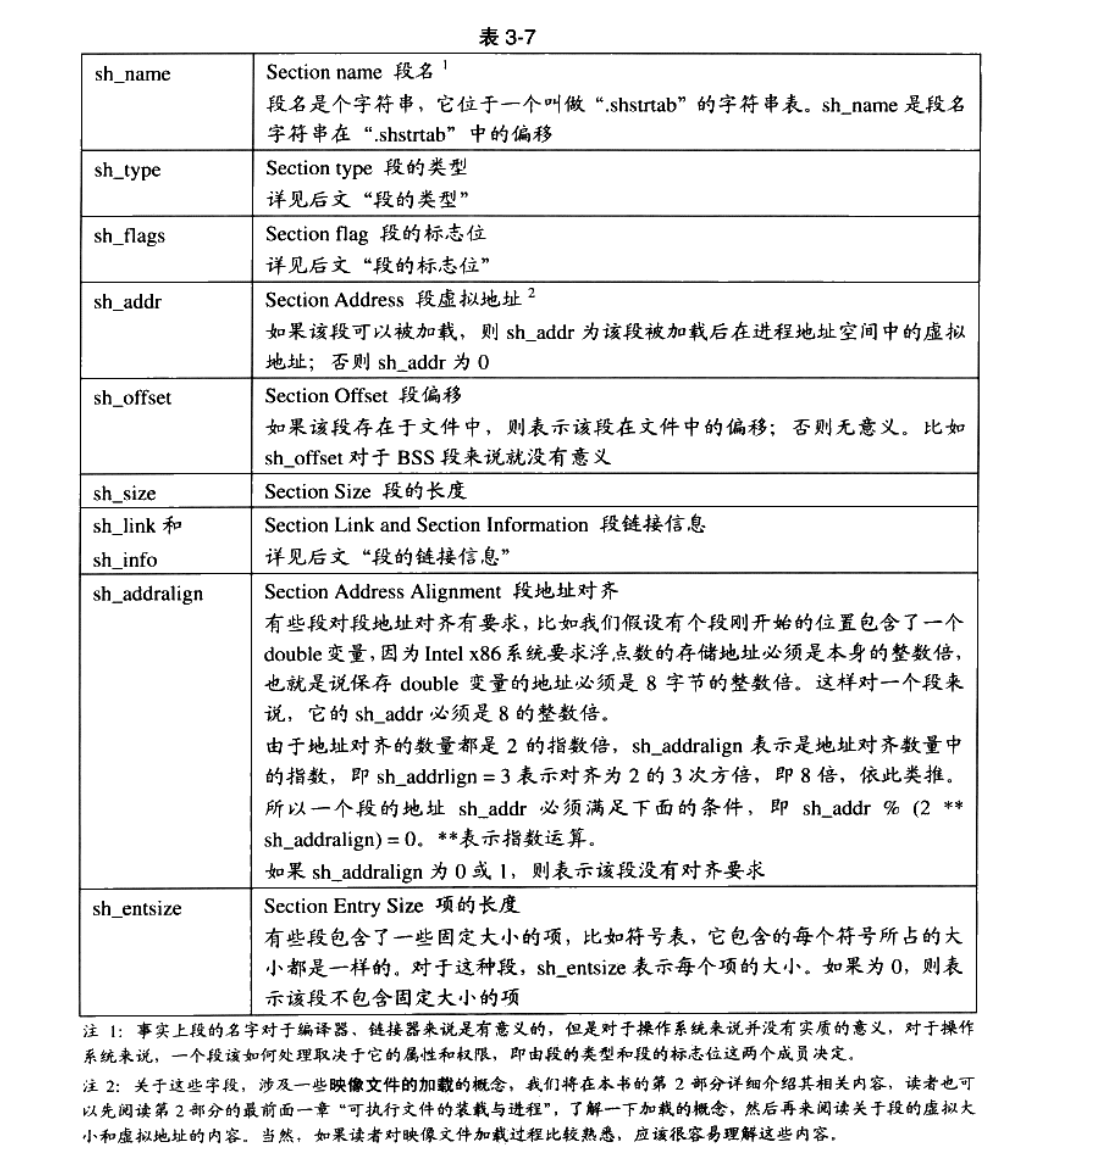 表 3-7
sh_name
Section name 段名 1
段名是个字符串，它位于一个叫做“.shstrtab”的字符串表。sh_name 是段名
字符串在“.shstrtab”中的偏移
sh_type
Section type 段的类型
详见后文“段的类型”
sh_flags
Section flag 段的标志位
详见后文“段的标志位”
sh_addr
Section Address 段虚拟地址 2
如果该段可以被加载，则 sh_addr 为该段被加载后在进程地址空间中的虚拟
地址；否则 sh_addr 为 0
sh_offset
Section Offset 段偏移
如果该段存在于文件中，则表示该段在文件中的偏移；否则无意义。比如
sh_offset 对于 BSS 段来说就没有意义
sh_size
Section Size 段的长度
sh_link 和
sh_info
Section Link and Section Information 段链接信息
详见后文“段的链接信息”
sh_addralign
Section Address Alignment 段地址对齐
有些段对段地址对齐有要求，比如我们假设有个段刚开始的位置包含了一个
double 变量，因为 Intel x86 系统要求浮点数的存储地址必须是本身的整数倍，
也就是说保存 double 变量的地址必须是 8 字节的整数倍。这样对一个段来
说，它的 sh_addr 必须是 8 的整数倍。
由于地址对齐的数量都是 2 的指数倍，sh_addralign 表示是地址对齐数量中
的指数，即 sh_addrlign = 3 表示对齐为 2 的 3 次方倍，即 8 倍，依此类推。
所以一个段的地址 sh_addr 必须满足下面的条件，即 sh_addr % (2 **
sh_addralign) = 0。**表示指数运算。
如果 sh_addralign 为 0 或 1，则表示该段没有对齐要求
sh_entsize
Section Entry Size 项的长度
有些段包含了一些固定大小的项，比如符号表，它包含的每个符号所占的大
小都是一样的。对于这种段，sh_entsize 表示每个项的大小。如果为 0，则表
示该段不包含固定大小的项
注 1：事实上段的名字对于编译器、链接器来说是有意义的，但是对于操作系统来说并没有实质的意义，对于操作
系统来说，一个段该如何处理取决于它的属性和权限，即由段的类型和段的标志位这两个成员决定。
注 2：关于这些字段，涉及一些映像文件的加载的概念，我们将在本书的第 2 部分详细介绍其相关内容，读者也可
以先阅读第 2 部分的最前面一章“可执行文件的装载与进程”，了解一下加载的概念，然后再来阅读关于段的虚拟大
小和虚拟地址的内容。当然，如果读者对映像文件加载过程比较熟悉，应该很容易理解这些内容。